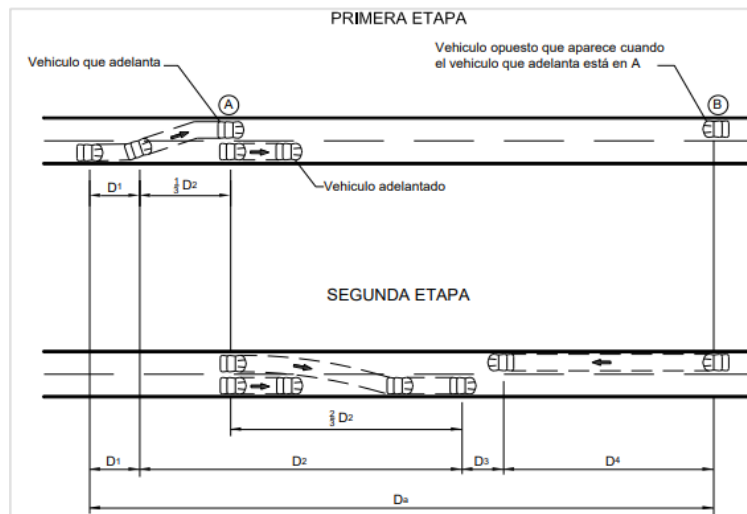 PRIMERA ETAPA
Vehiculo que adelanta
Vehiculo opuesto que aparece cuando
el vehiculo que adelanta está en A
A
B
Vehiculo adelantado
D1
1/3 D2
SEGUNDA ETAPA
2/3 D2
D1
D2
D3
D4
Da